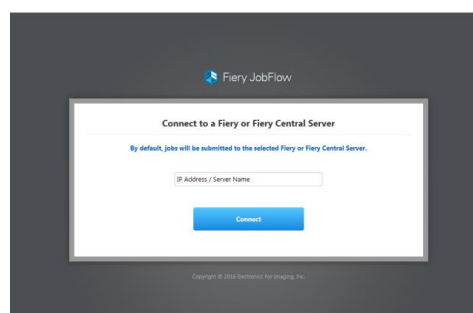 Fiery JobFlow
Connect to a Fiery or Fiery Central Server
By default, jobs will be submitted to the selected Fiery or Fiery Central Server.
IP Address / Server Name
Connect
Copyright © 2016 Electronics For Imaging, Inc.